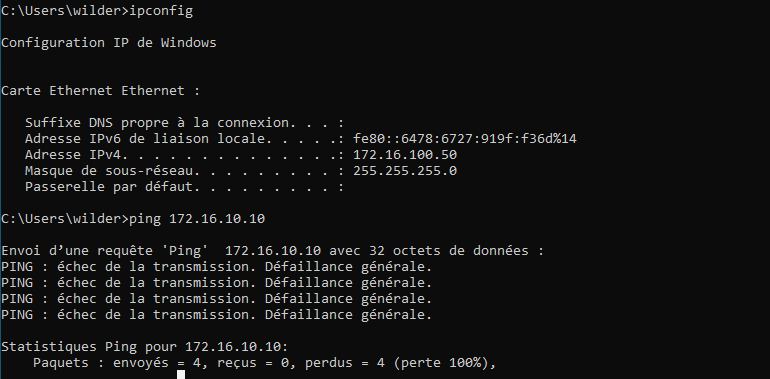 C:\Users\wilder>ipconfig
Configuration IP de Windows
Carte Ethernet Ethernet :
Suffixe DNS propre à la connexion. . . :
Adresse IPv6 de liaison locale. . . . .: fe80::6478:6727:919f:f36d%14
Adresse IPv4. . . . . . . . . . . . . .: 172.16.100.50
Masque de sous-réseau. . . . . . . . . : 255.255.255.0
Passerelle par défaut. . . . . . . . . :
C:\Users\wilder>ping 172.16.10.10
Envoi d’une requête 'Ping'  172.16.10.10 avec 32 octets de données :
PING : échec de la transmission. Défaillance générale.
PING : échec de la transmission. Défaillance générale.
PING : échec de la transmission. Défaillance générale.
PING : échec de la transmission. Défaillance générale.
Statistiques Ping pour 172.16.10.10:
Paquets : envoyés = 4, reçus = 0, perdus = 4 (perte 100%),